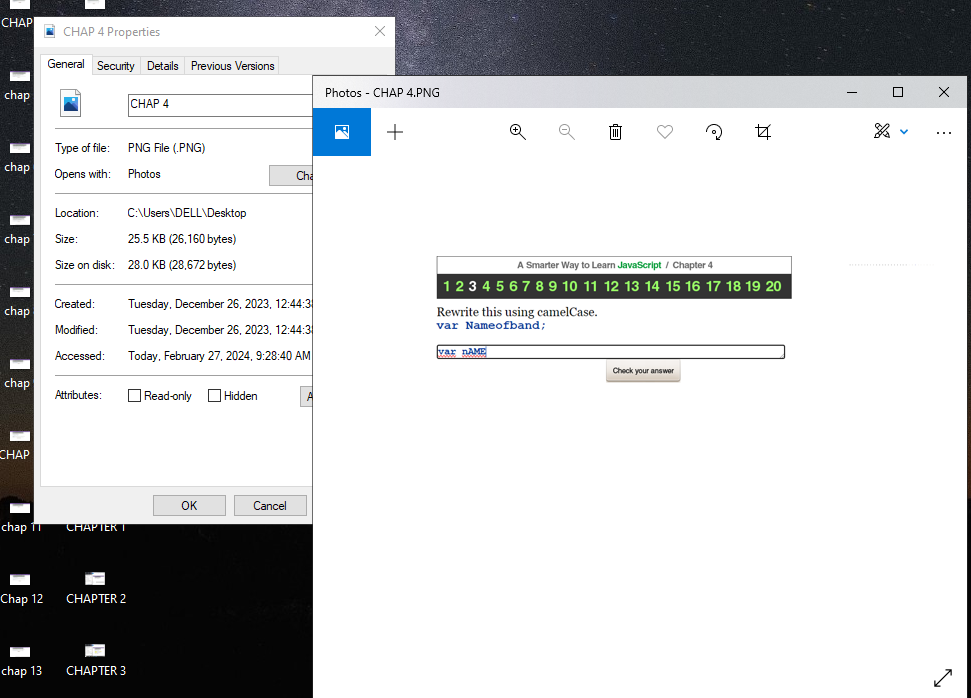 CHAP
chap
chap
chap
chap
chap
CHAP
chap 11
CHAPTER 1
Chap 12
CHAPTER 2
chap 13
CHAPTER 3
CHAP 4 Properties
General Security Details Previous Versions
CHAP 4
Type of file: PNG File (.PNG)
Opens with: Photos
Cha
Location: C:\Users\DELL\Desktop
Size: 25.5 KB (26,160 bytes)
Size on disk: 28.0 KB (28,672 bytes)
Created: Tuesday, December 26, 2023, 12:44:38
Modified: Tuesday, December 26, 2023, 12:44:3
Accessed: Today, February 27, 2024, 9:28:40 AM
Attributes: Read-only Hidden
A
OK Cancel
Photos - CHAP 4.PNG
A Smarter Way to Learn JavaScript / Chapter 4
1 2 3 4 5 6 7 8 9 10 11 12 13 14 15 16 17 18 19 20
Rewrite this using camelCase.
var Nameofband;
var nAME
Check your answer